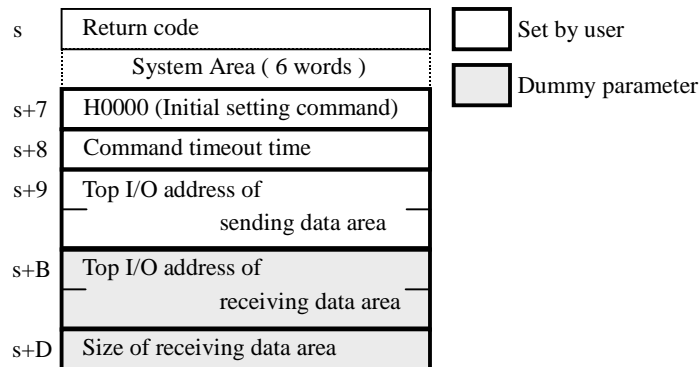 s Return code
System Area ( 6 words )
s+7 H0000 (Initial setting command)
s+8 Command timeout time
s+9 Top I/O address of
sending data area
s+B Top I/O address of
receiving data area
s+D Size of receiving data area
Set by user
Dummy parameter